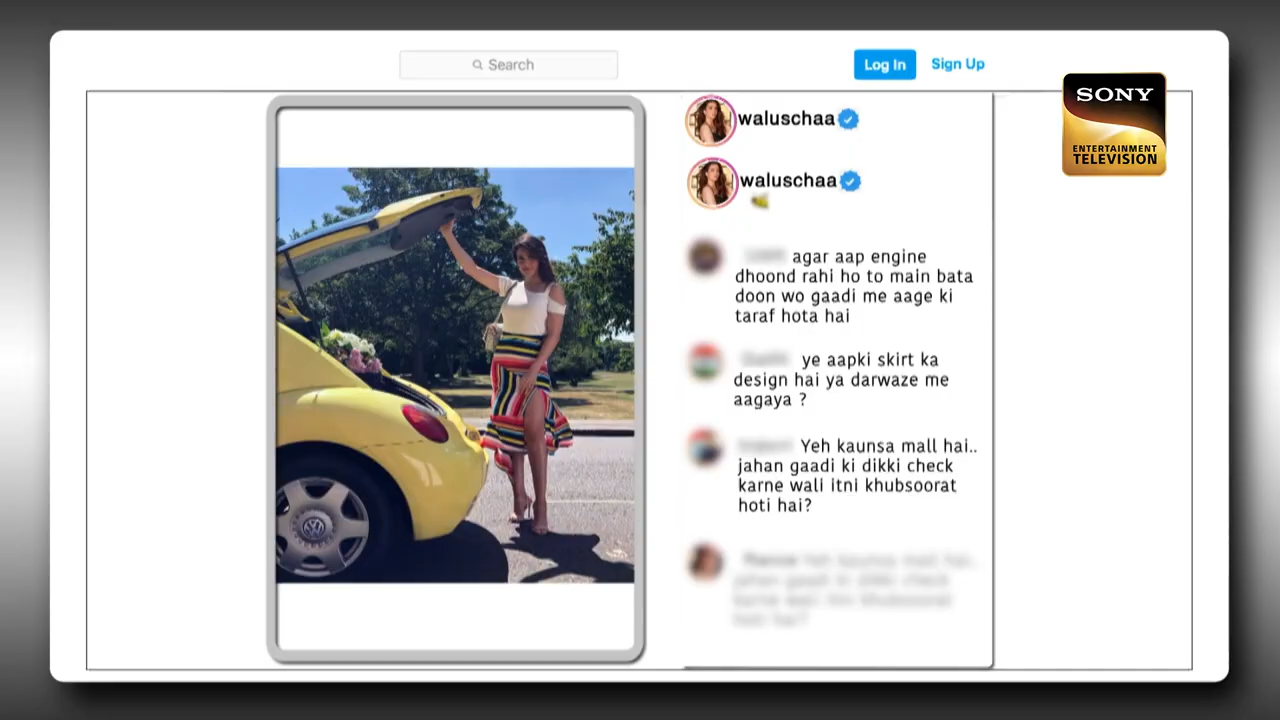 Search
Log In
Sign Up
SONY
ENTERTAINMENT
TELEVISION
waluschaa
waluschaa
agar aap engine
dhoond rahi ho to main bata
doon wo gaadi me aage ki
taraf hota hai
ye aapki skirt ka
design hai ya darwaze me
aagaya ?
Yeh kaunsa mall hai..
jahan gaadi ki dikki check
karne wali itni khubsoorat
hoti hai?